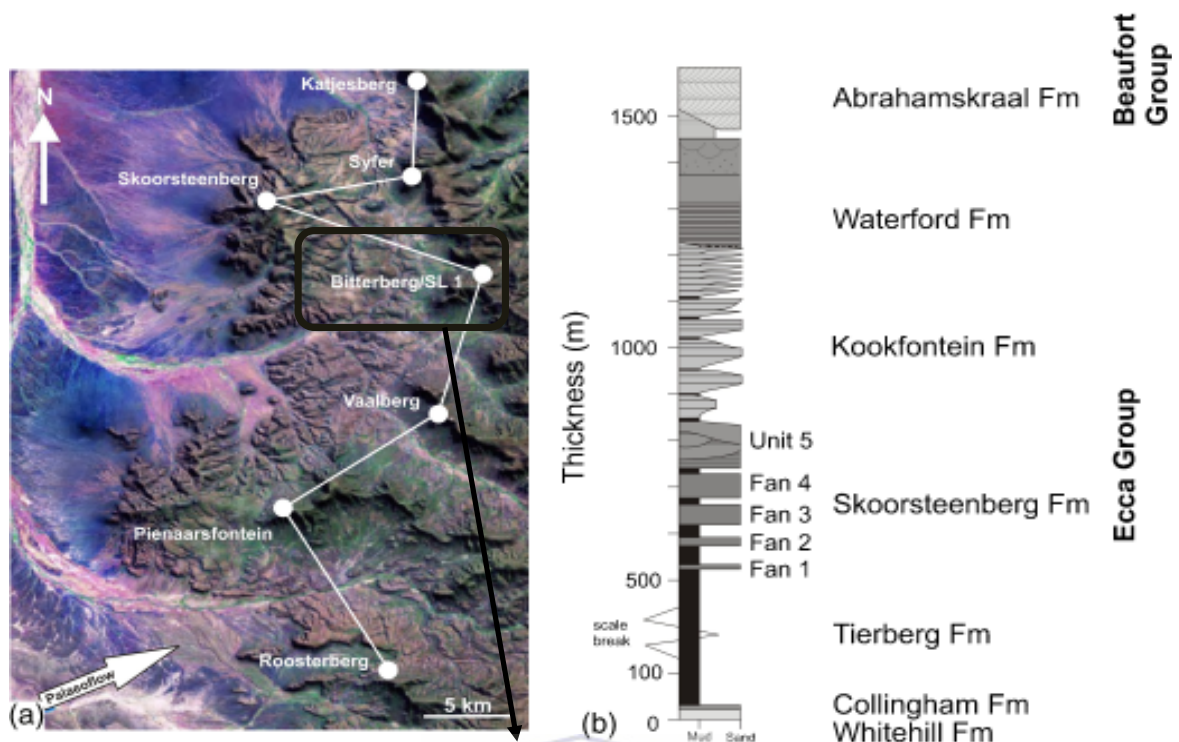 N
Katjesberg
Syfer
Skoorsteenberg
Bitterberg/SL 1
Vaalberg
Pienaarsfontein
Roosterberg
Palaeoflow
5 km
(a)
Thickness (m)
1500
1000
500
scale
break
100
0
(b)
Mud Sand
Unit 5
Fan 4
Fan 3
Fan 2
Fan 1
Abrahamskraal Fm
Waterford Fm
Kookfontein Fm
Skoorsteenberg Fm
Tierberg Fm
Collingham Fm
Whitehill Fm
Beaufort
Group
Ecca Group